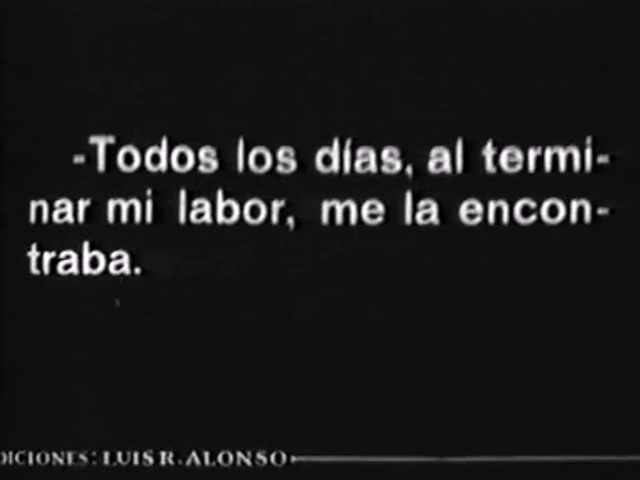 -Todos los días, al termi-
nar mi labor, me la encon-
traba.
DICIONES: LUIS R. ALONSO